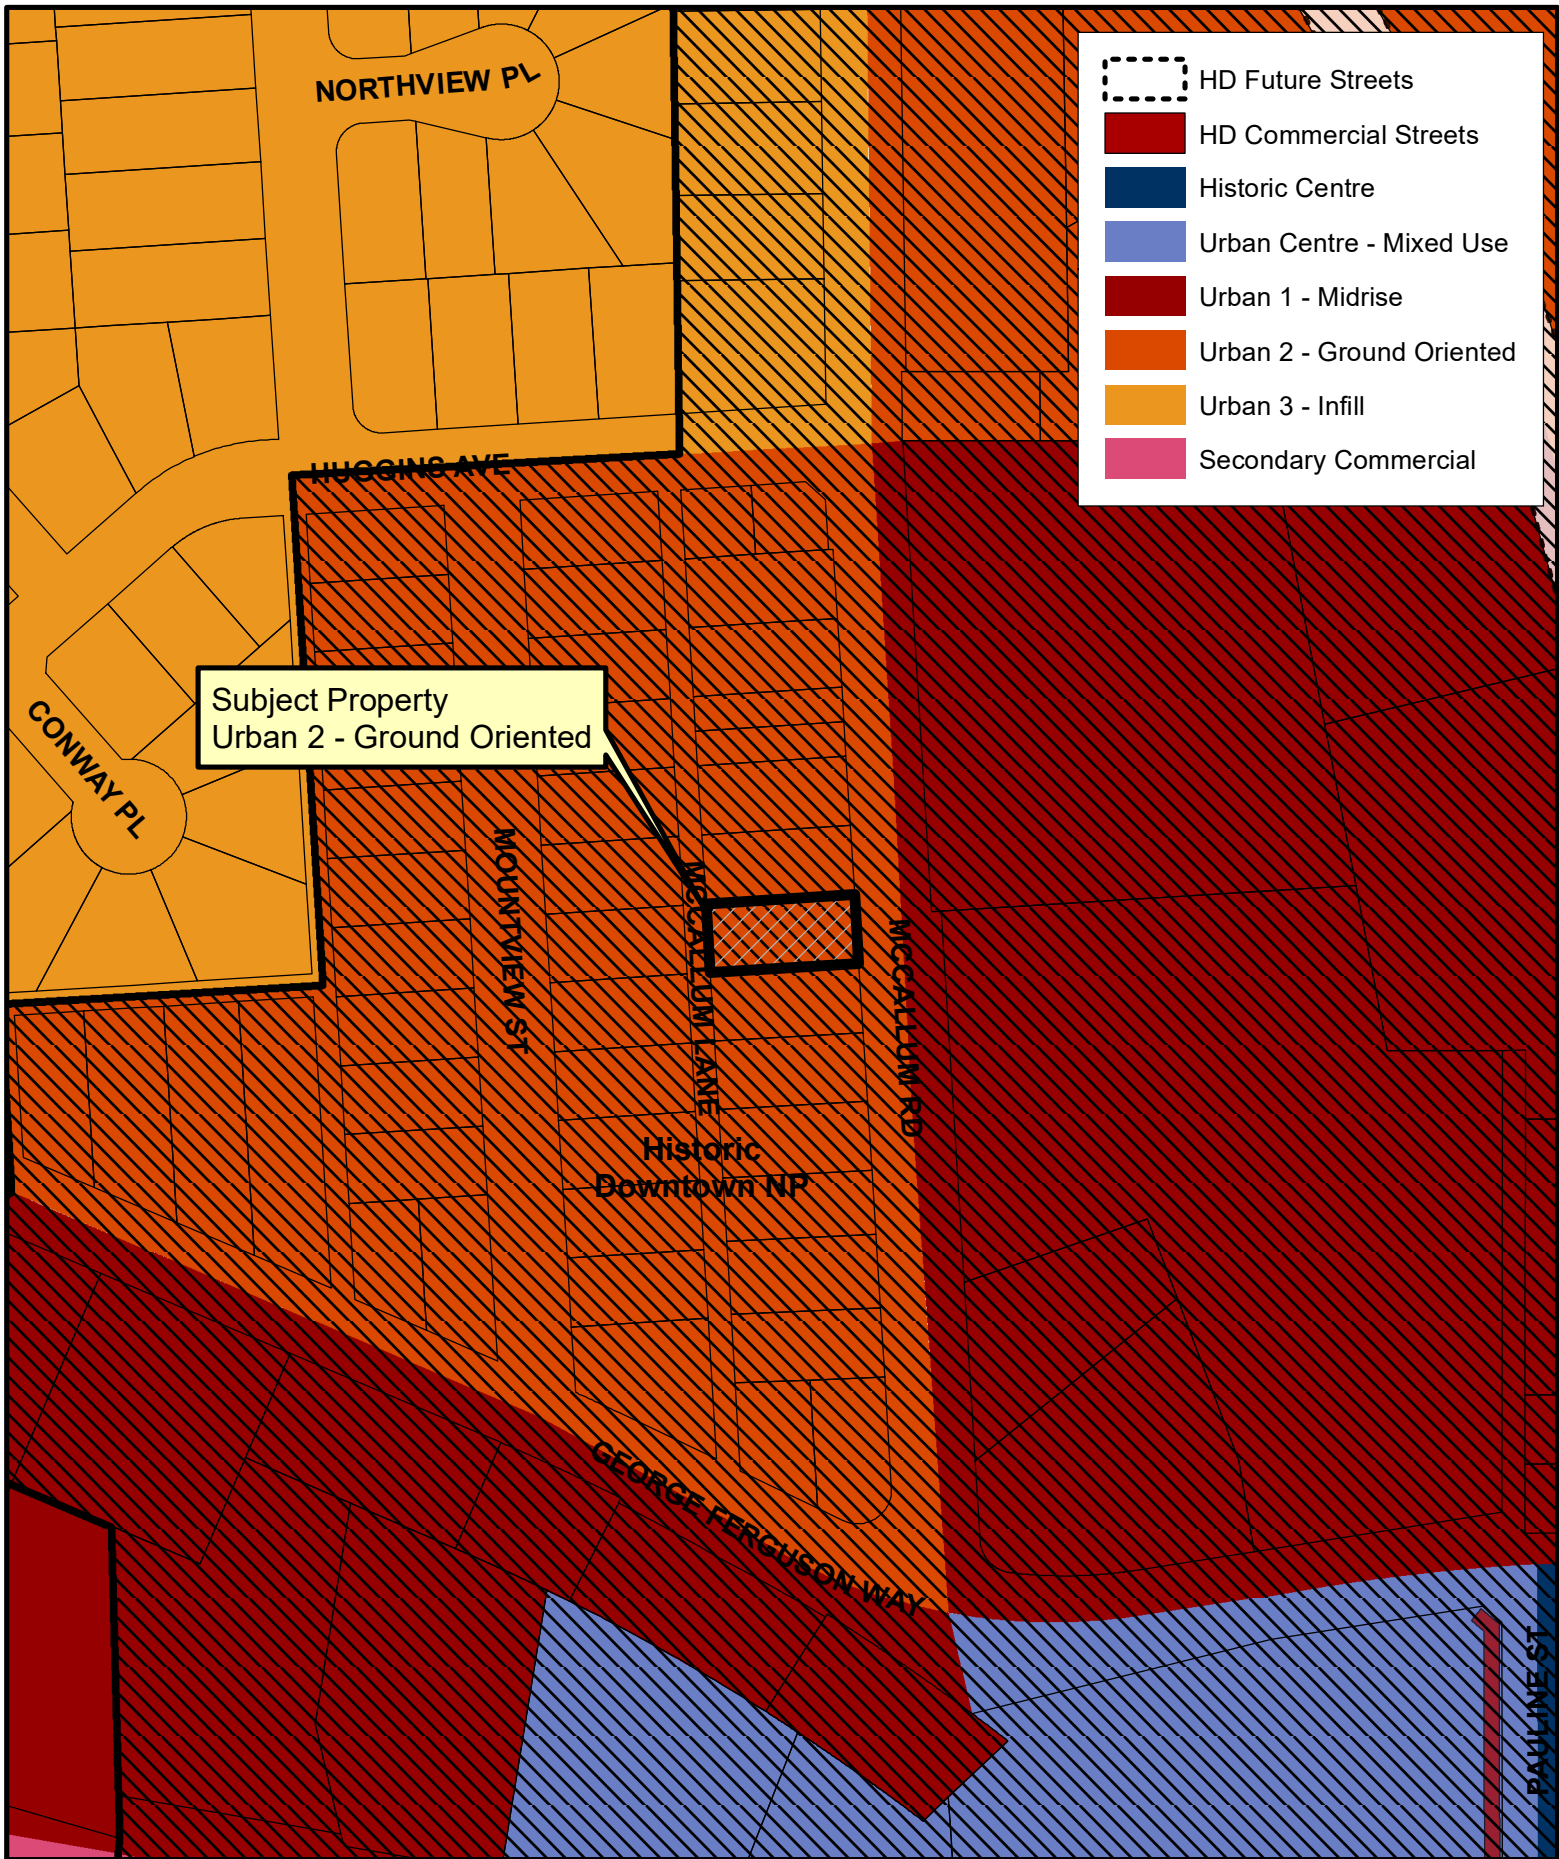 NORTHVIEW PL
HD Future Streets
HD Commercial Streets
Historic Centre
Urban Centre - Mixed Use
Urban 1 - Midrise
Urban 2 - Ground Oriented
Urban 3 - Infill
Secondary Commercial
HUGGINS AVE
Subject Property
Urban 2 - Ground Oriented
CONWAY PL
MOUNTVIEW ST
MCCALLUM LANE
MCCALLUM RD
Historic
Downtown NP
GEORGE FERGUSON WAY
PAULINE ST